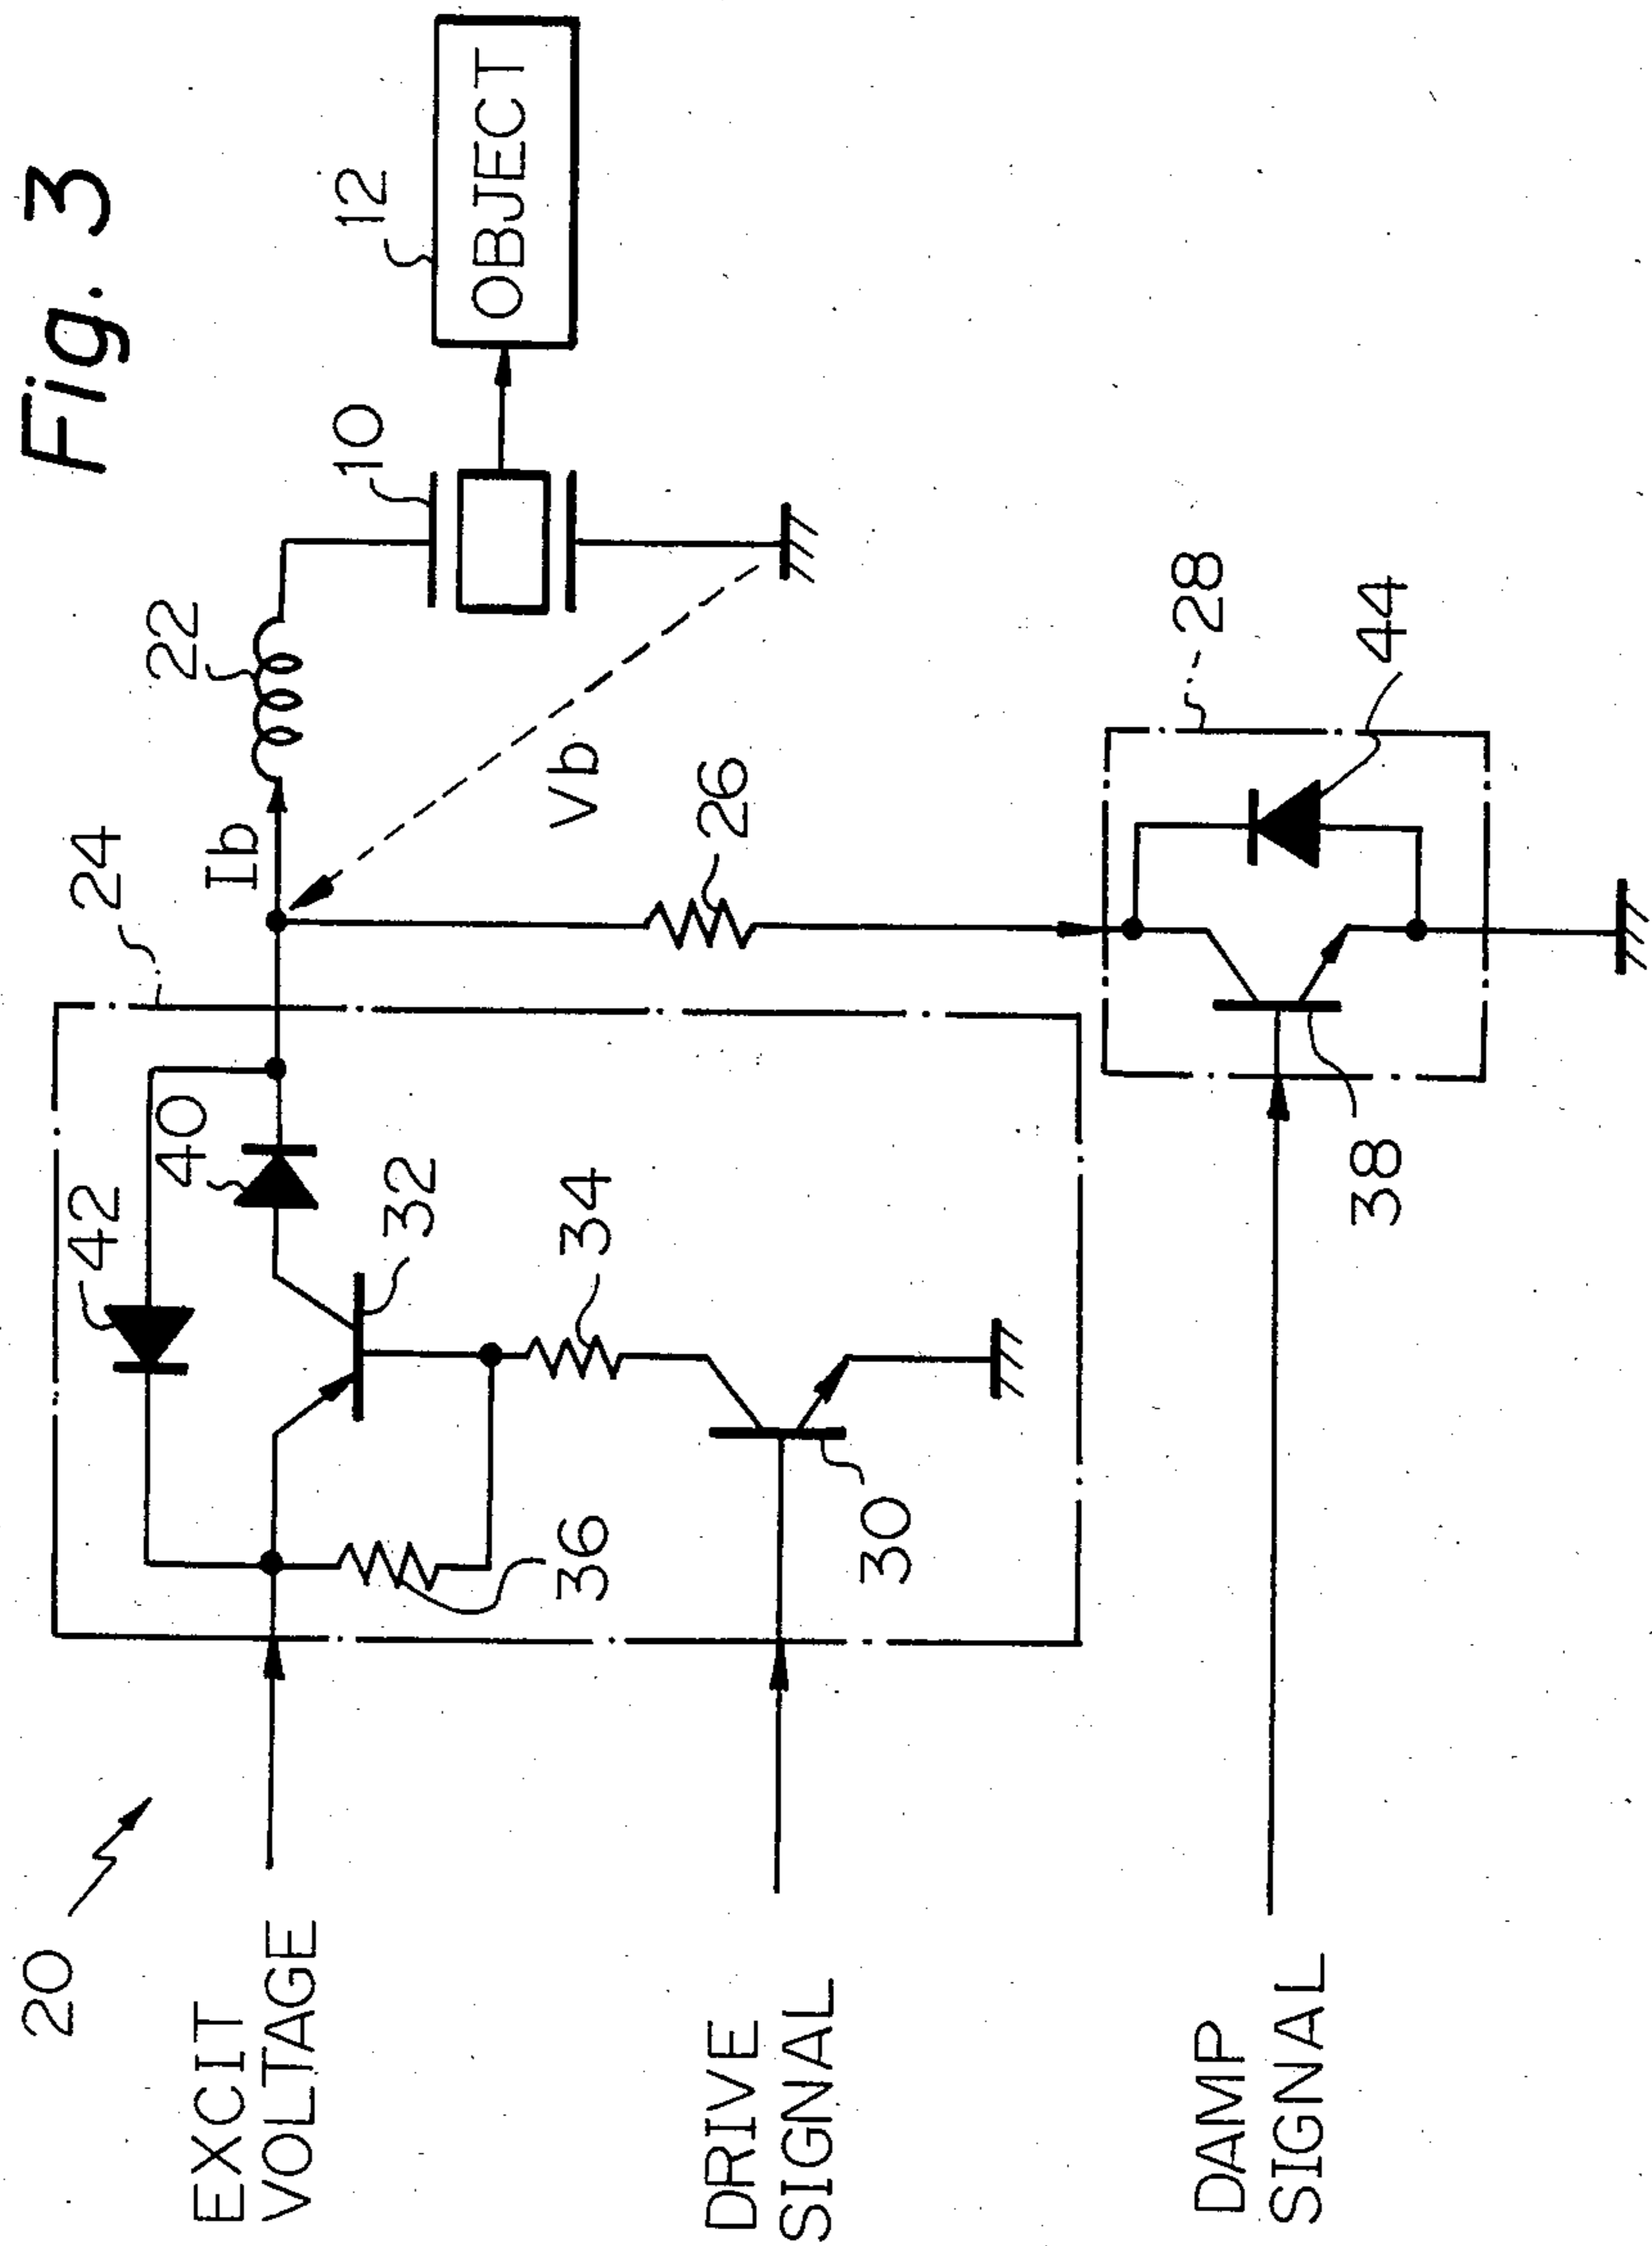 Fig. 3
20
24
22
10
12
42
40
Ib
EXCIT
VOLTAGE
OBJECT
32
Vb
36
34
26
DRIVE
SIGNAL
30
28
DAMP
SIGNAL
38
44